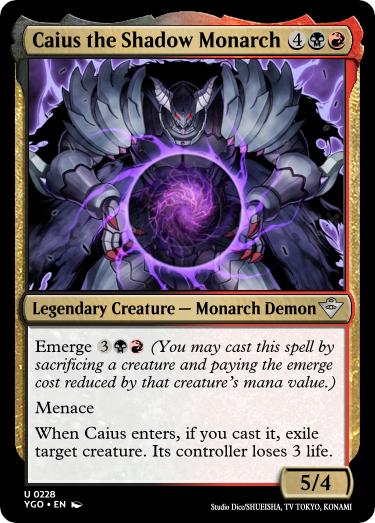 Caius the Shadow Monarch 4
Legendary Creature — Monarch Demon
Emerge 3 (You may cast this spell by
sacrificing a creature and paying the emerge
cost reduced by that creature's mana value.)
Menace
When Caius enters, if you cast it, exile
target creature. Its controller loses 3 life.
5/4
U 0228
YGO • EN
Studio Dice/SHUEISHA, TV TOKYO, KONAMI